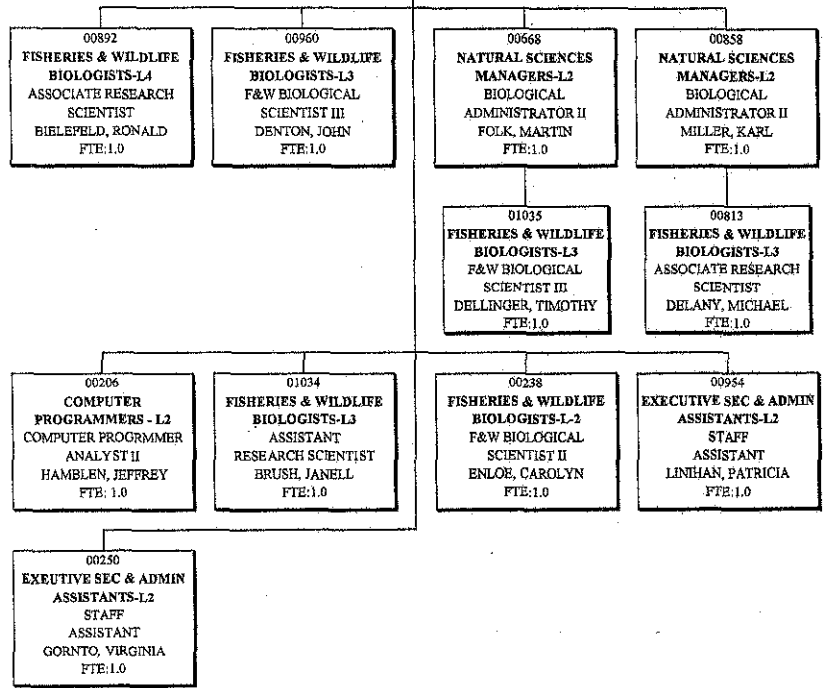 00892
FISHERIES & WILDLIFE
BIOLOGISTS-L4
ASSOCIATE RESEARCH
SCIENTIST
BIELEFELD, RONALD
FTE:1.0
00960
FISHERIES & WILDLIFE
BIOLOGISTS-L3
F&W BIOLOGICAL
SCIENTIST III
DENTON, JOHN
FTE:1.0
00668
NATURAL SCIENCES
MANAGERS-L2
BIOLOGICAL
ADMINISTRATOR II
FOLK, MARTIN
FTE:1.0
00858
NATURAL SCIENCES
MANAGERS-L2
BIOLOGICAL
ADMINISTRATOR II
MILLER, KARL
FTE:1.0
01035
FISHERIES & WILDLIFE
BIOLOGISTS-L3
F&W BIOLOGICAL
SCIENTIST III
DELLINGER, TIMOTHY
FTE:1.0
00813
FISHERIES & WILDLIFE
BIOLOGISTS-L3
ASSOCIATE RESEARCH
SCIENTIST
DELANY, MICHAEL
FTE:1.0
00206
COMPUTER
PROGRAMMERS - L2
COMPUTER PROGRMMER
ANALYST II
HAMBLEN, JEFFREY
FTE: 1.0
01034
FISHERIES & WILDLIFE
BIOLOGISTS-L3
ASSISTANT
RESEARCH SCIENTIST
BRUSH, JANELL
FTE:1.0
00238
FISHERIES & WILDLIFE
BIOLOGISTS-L-2
F&W BIOLOGICAL
SCIENTIST II
ENLOE, CAROLYN
FTE:1.0
00954
EXECUTIVE SEC & ADMIN
ASSISTANTS-L2
STAFF
ASSISTANT
LINIHAN, PATRICIA
FTE:1.0
00250
EXEUTIVE SEC & ADMIN
ASSISTANTS-L2
STAFF
ASSISTANT
GORNTO, VIRGINIA
FTE:1.0